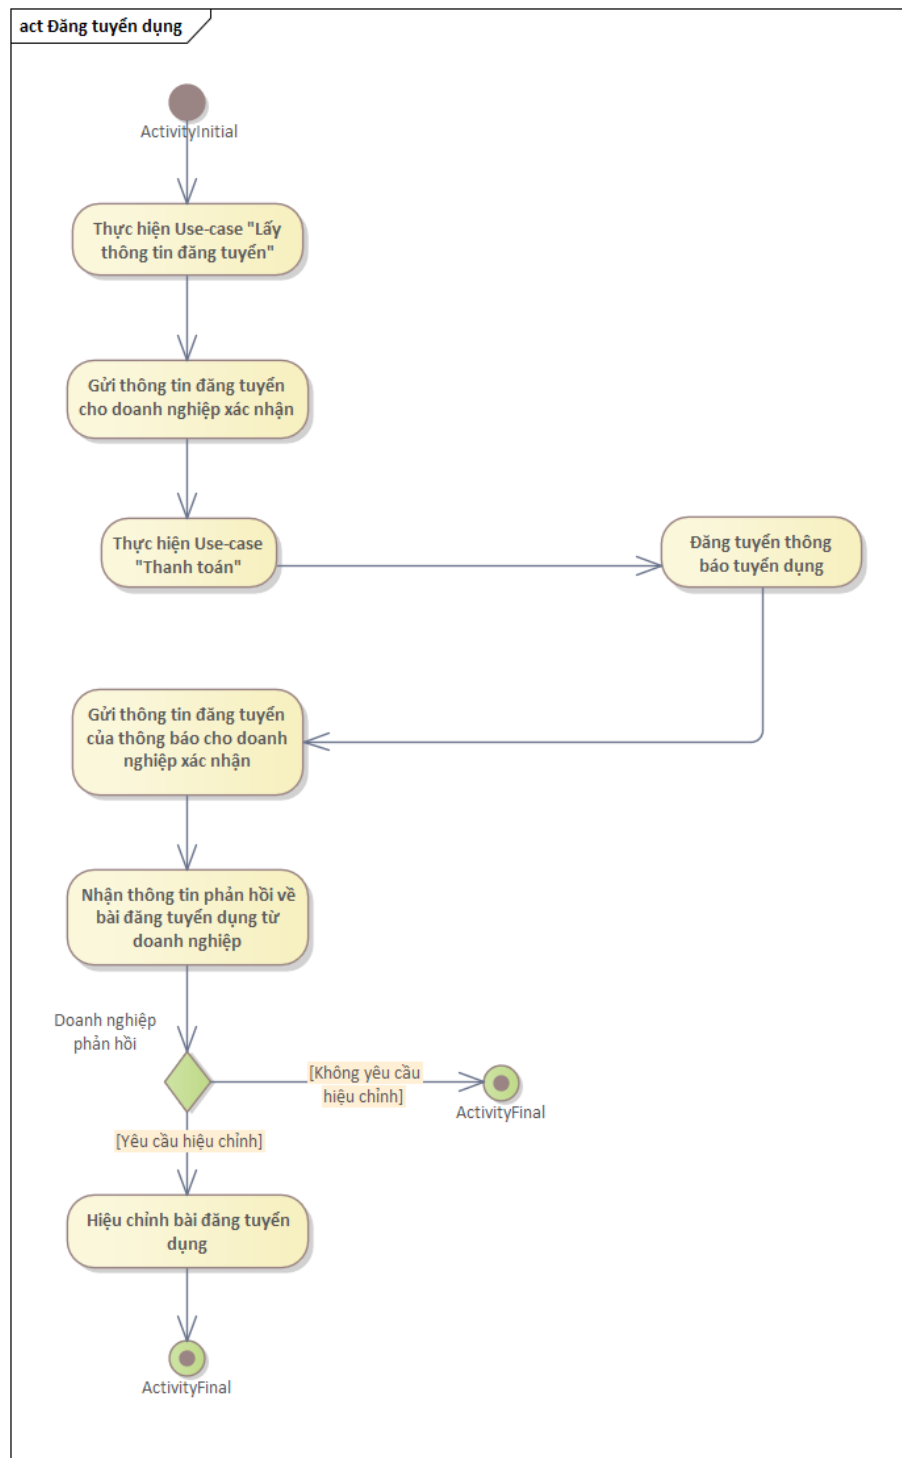 act Đăng tuyển dụng
ActivityInitial
Thực hiện Use-case "Lấy
thông tin đăng tuyển"
Gửi thông tin đăng tuyển
cho doanh nghiệp xác nhận
Thực hiện Use-case
"Thanh toán"
Đăng tuyển thông
báo tuyển dụng
Gửi thông tin đăng tuyển
của thông báo cho doanh
nghiệp xác nhận
Nhận thông tin phản hồi về
bài đăng tuyển dụng từ
doanh nghiệp
Doanh nghiệp
phản hồi
[Không yêu cầu
hiệu chỉnh]
ActivityFinal
[Yêu cầu hiệu chỉnh]
Hiệu chỉnh bài đăng tuyển
dụng
ActivityFinal